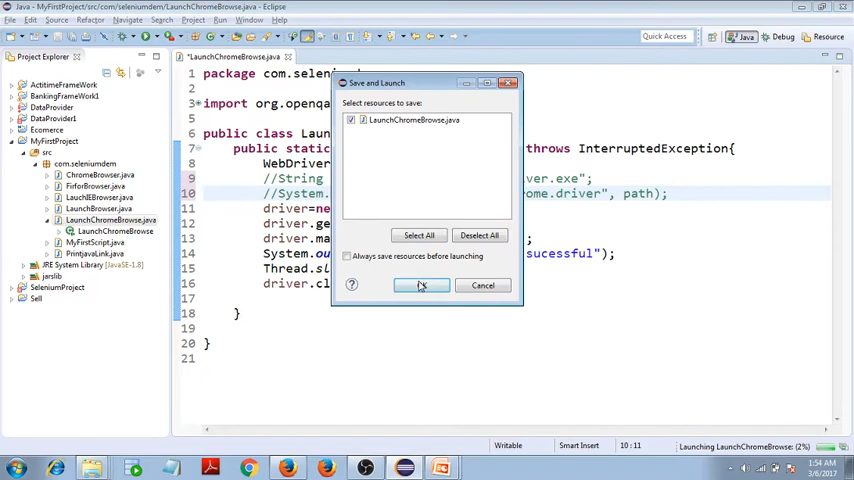 Java - MyFirstProject/src/com/seleniumdem/LaunchChromeBrowse.java - Eclipse
File Edit Source Refactor Navigate Search Project Run Window Help
Quick Access Java Debug Resource
Project Explorer
ActitimeFrameWork
BankingFrameWork1
DataProvider
DataProvider1
Ecomerce
MyFirstProject
src
com.seleniumdem
ChromeBrowser.java
FirforBrowser.java
LauchIEBrowser.java
LaunchBrowser.java
LaunchChromeBrowse.java
LaunchChromeBrowse
MyFirstScript.java
PrintjavaLink.java
JRE System Library [JavaSE-1.8]
jarslib
SeleniumProject
Sell
*LaunchChromeBrowse.java
1 package com.selenium
2
3 import org.openqa
6 public class Laun
7 public static throws InterruptedException{
8 WebDriver
9 //String ver.exe";
10 //System. ome.driver", path);
11 driver=ne
12 driver.ge
13 driver.ma ;
14 System.ou sucessful");
15 Thread.sl
16 driver.cl
17
18 }
19
20 }
21
Save and Launch
Select resources to save:
LaunchChromeBrowse.java
Select All Deselect All
Always save resources before launching
OK Cancel
Writable Smart Insert 10 : 11 Launching LaunchChromeBrowse: (2%)
1:54 AM
3/6/2017